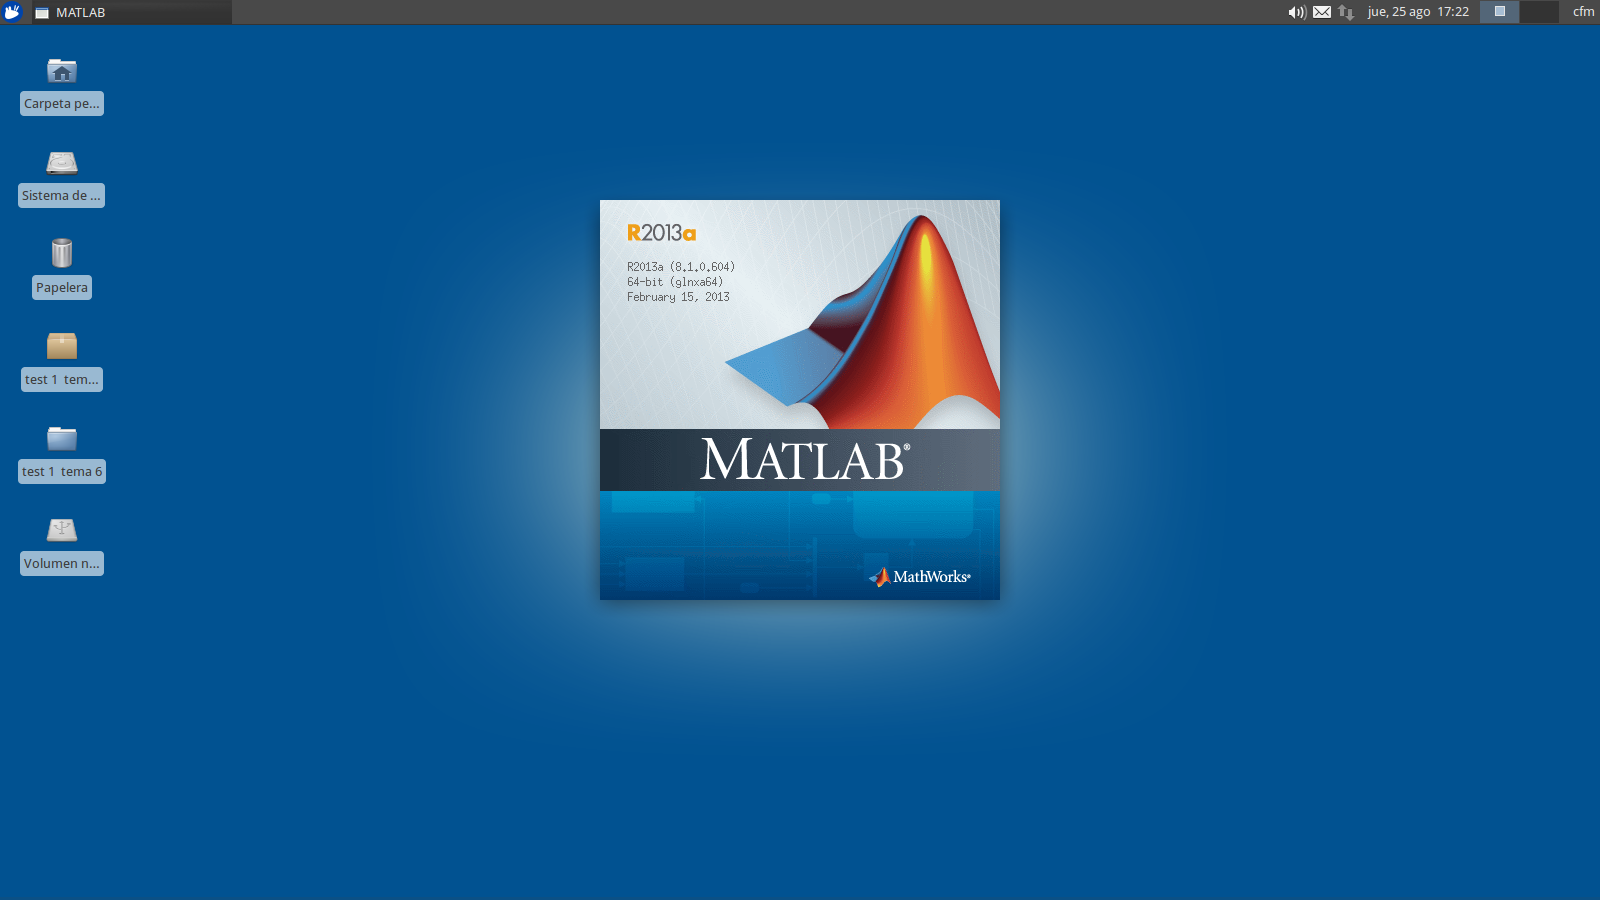 MATLAB
jue, 25 ago 17:22
cfm
Carpeta pe...
Sistema de ...
Papelera
test 1 tem...
test 1 tema 6
Volumen n...
R2013a
R2013a (8.1.0.604)
64-bit (glnxa64)
February 15, 2013
MATLAB®
MathWorks®